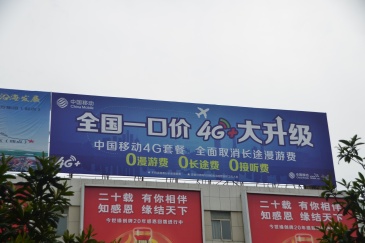 中国移动
China Mobile
全国一口价 4G+大升级
中国移动4G套餐 全面取消长途漫游费
0漫游费 0长途费 0接听费
4G+
二十载 有你相伴
知感恩 缘结天下
二十载 有你相伴
知感恩 缘结天下